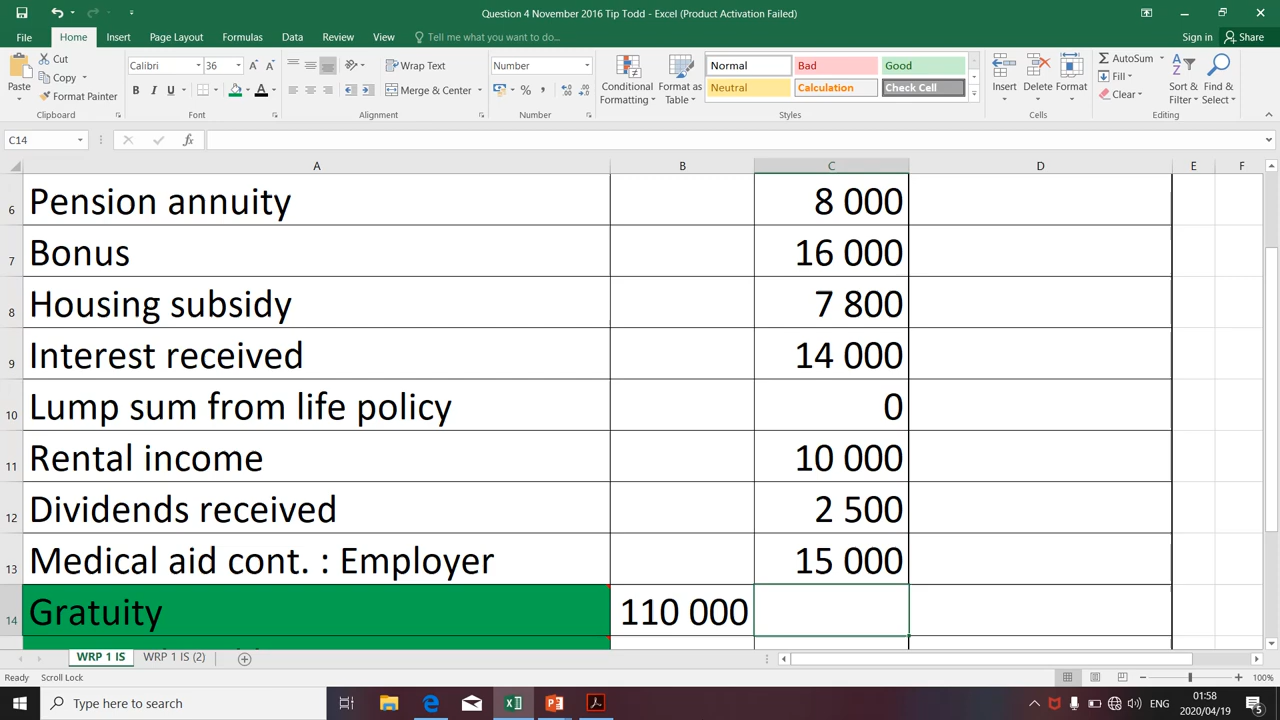 Question 4 November 2016 Tip Todd - Excel (Product Activation Failed)
File Home Insert Page Layout Formulas Data Review View Tell me what you want to do... Sign in Share
Cut Calibri 36 Wrap Text Number Normal Bad Good AutoSum
Copy Fill
Paste Format Painter Merge & Center Conditional Formatting Format as Table Neutral Calculation Check Cell Insert Delete Format Clear Sort & Filter Find & Select
Clipboard Font Alignment Number Styles Cells Editing
C14 fx
A B C D E F
6 Pension annuity 8 000
7 Bonus 16 000
8 Housing subsidy 7 800
9 Interest received 14 000
10 Lump sum from life policy 0
11 Rental income 10 000
12 Dividends received 2 500
13 Medical aid cont. : Employer 15 000
14 Gratuity 110 000
WRP 1 IS WRP 1 IS (2)
Ready Scroll Lock 100%
Type here to search ENG 01:58
2020/04/19 5